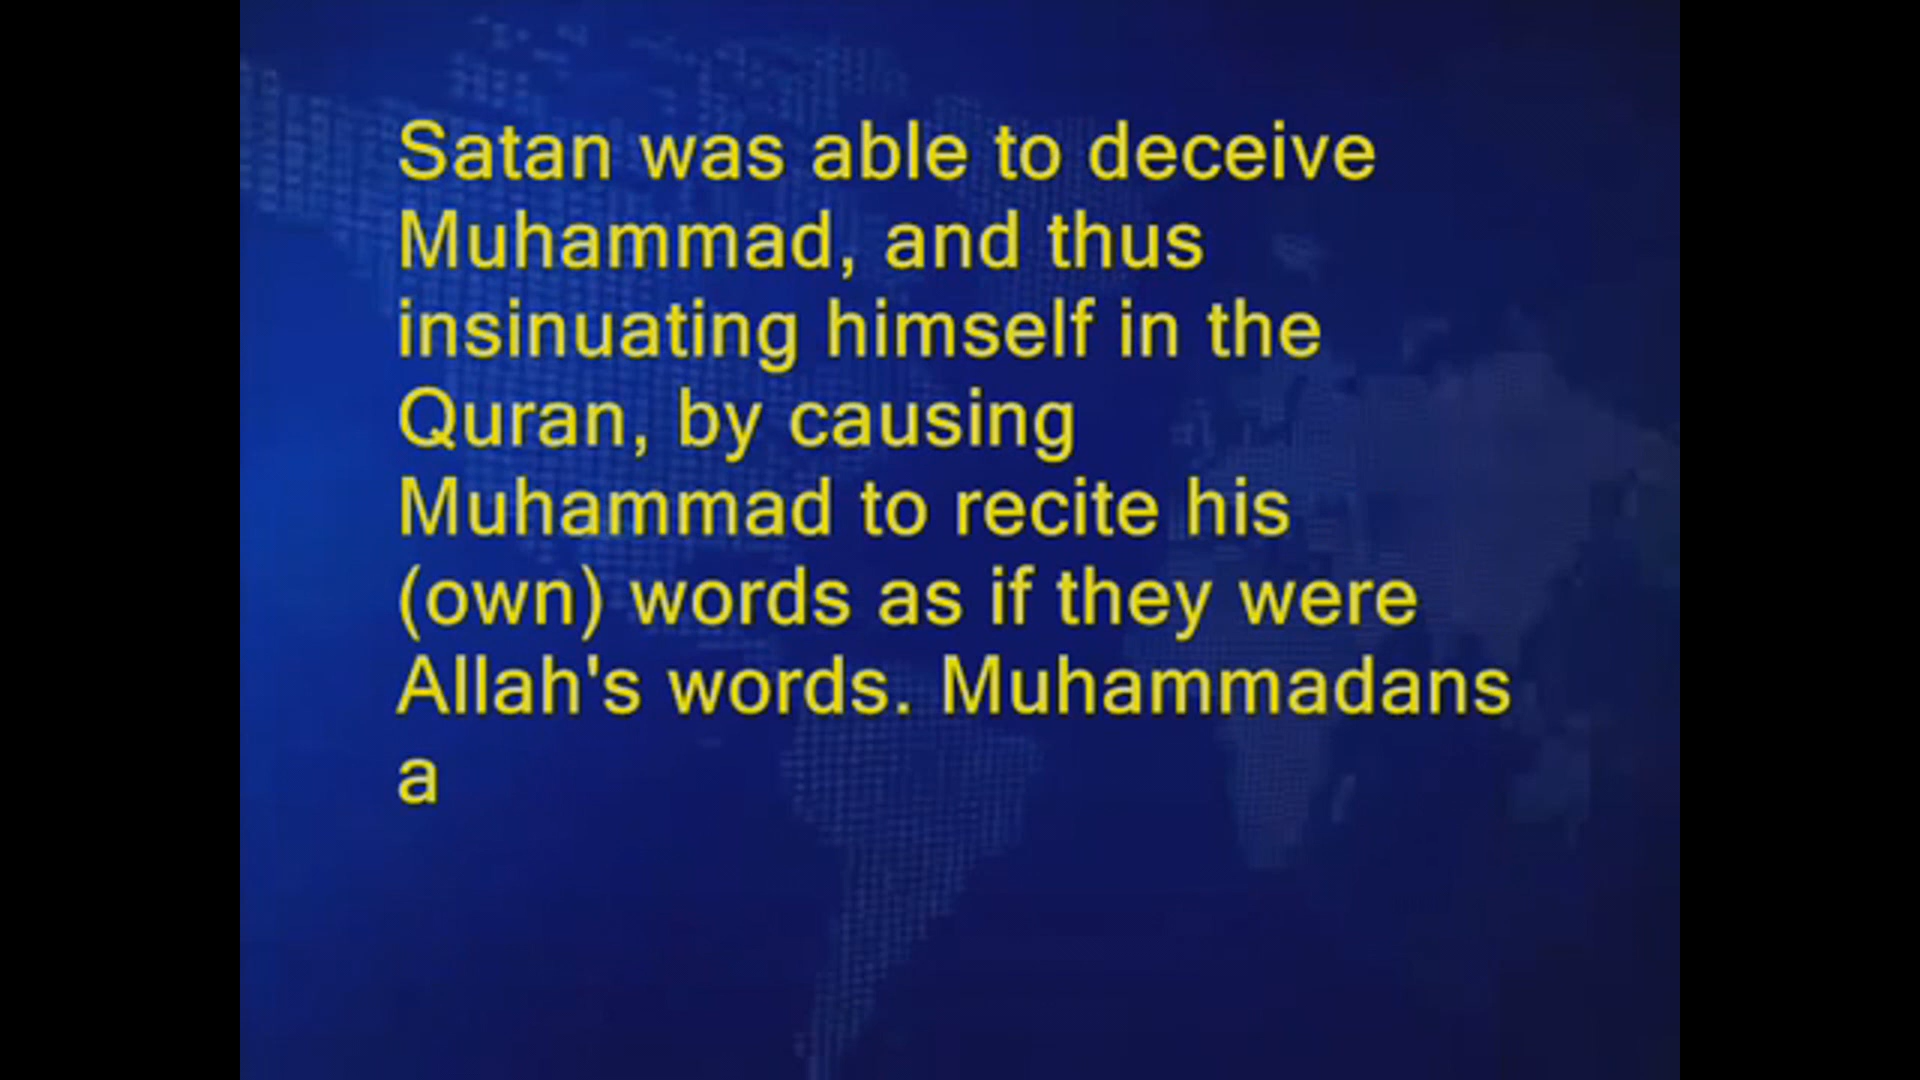 Satan was able to deceive
Muhammad, and thus
insinuating himself in the
Quran, by causing
Muhammad to recite his
(own) words as if they were
Allah's words. Muhammadans
a